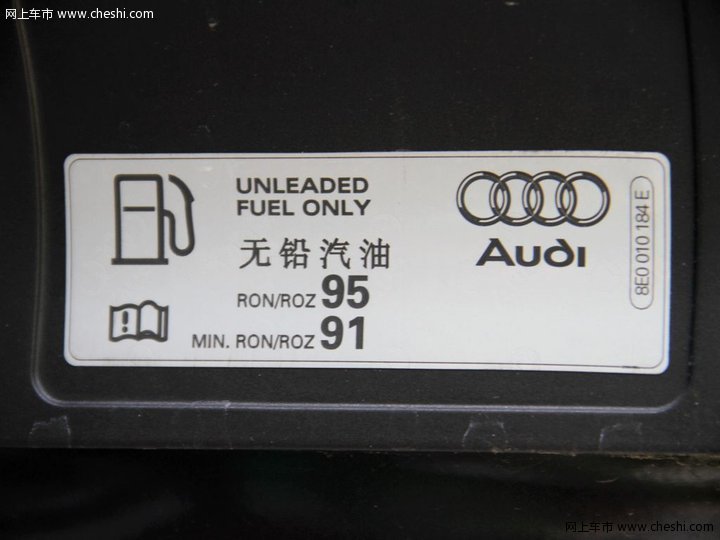 网上车市 www.cheshi.com
UNLEADED
FUEL ONLY
无铅汽油
RON/ROZ 95
MIN. RON/ROZ 91
Audi
8E0 010 184 E
网上车市 www.cheshi.com